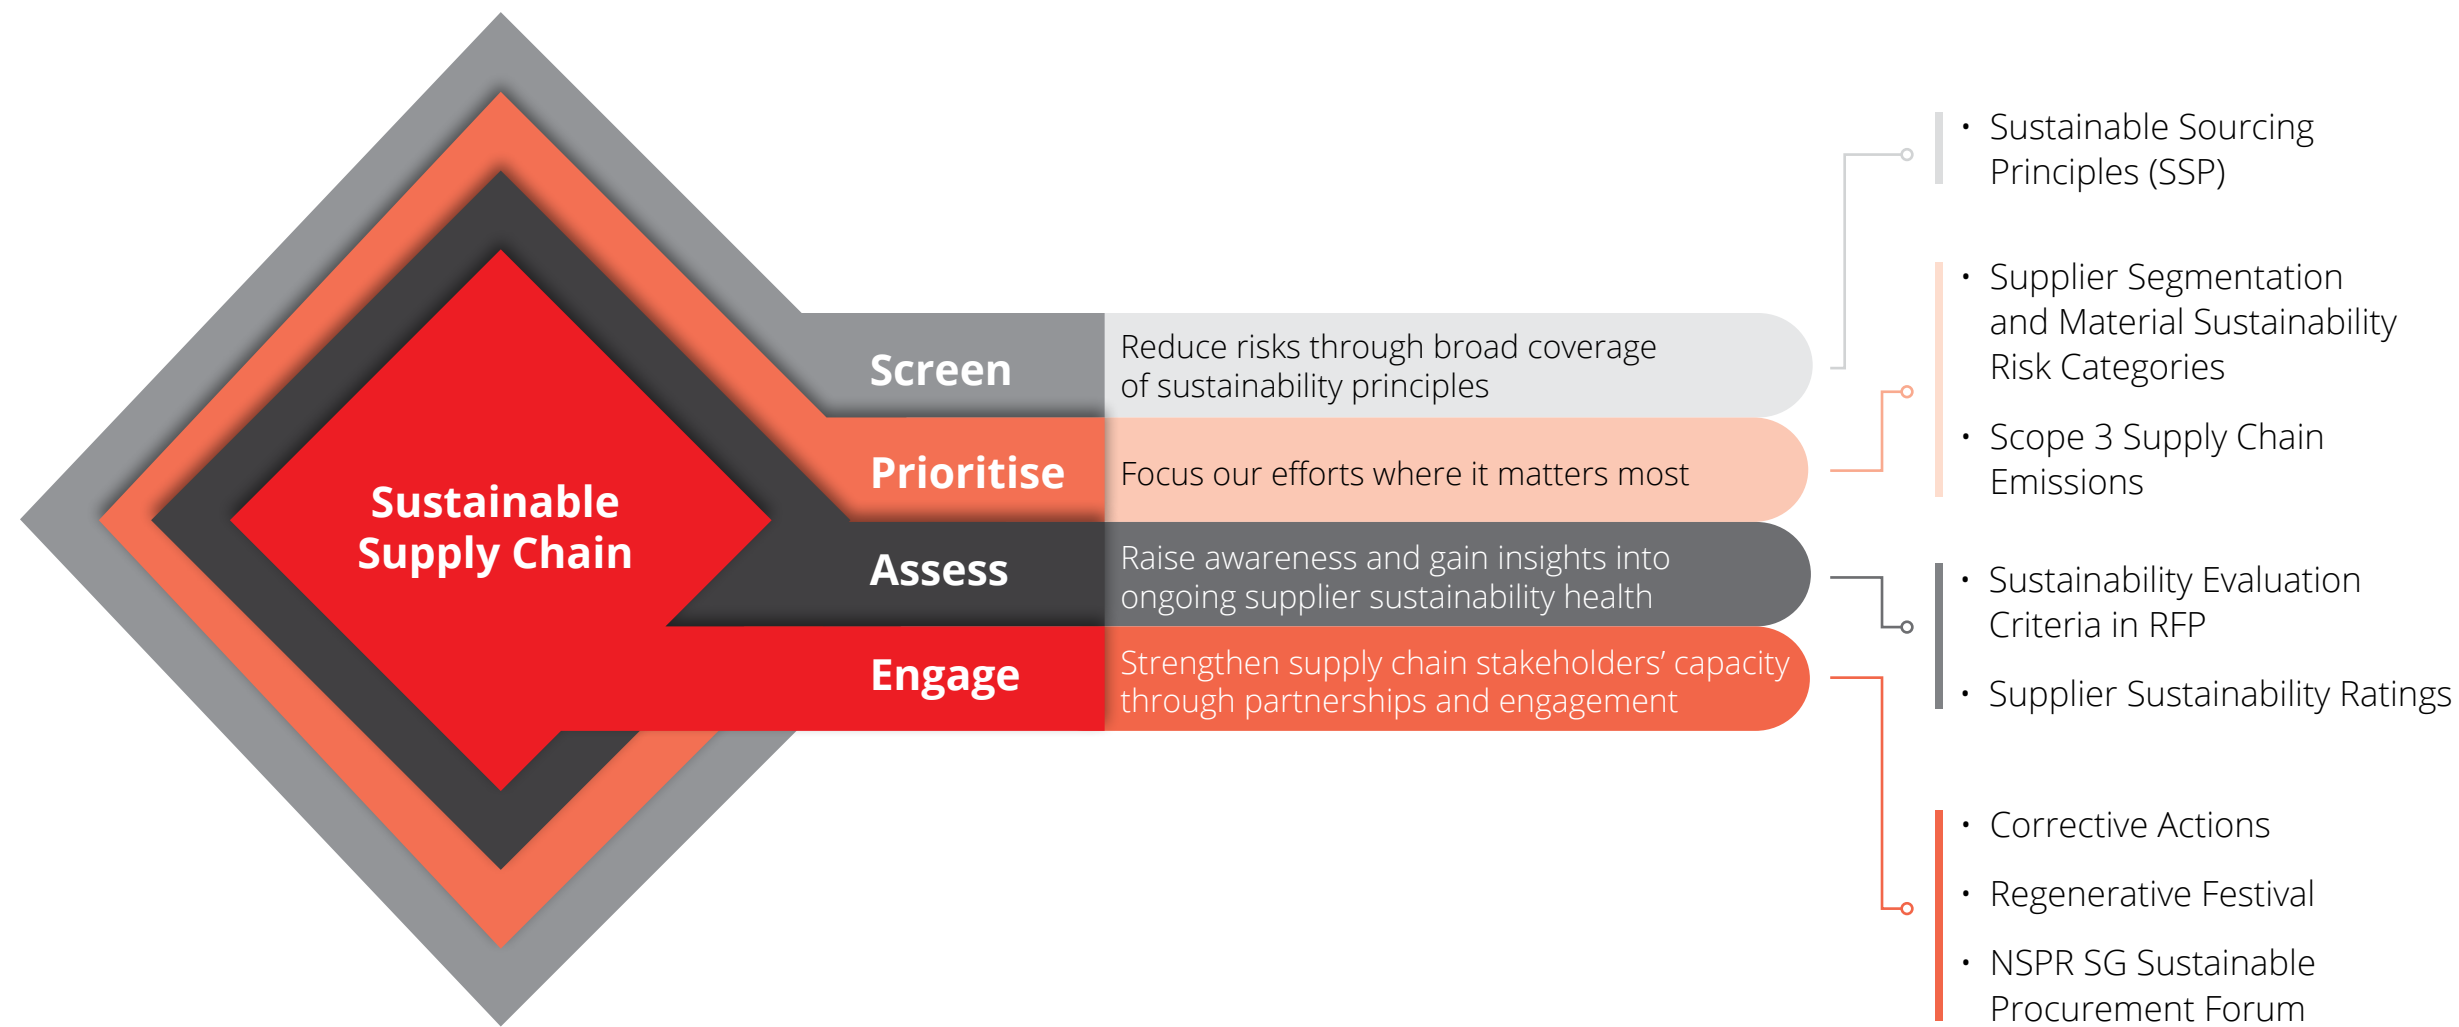 Sustainable
Supply Chain
Screen
Reduce risks through broad coverage
of sustainability principles
Prioritise
Focus our efforts where it matters most
Assess
Raise awareness and gain insights into
ongoing supplier sustainability health
Engage
Strengthen supply chain stakeholders’ capacity
through partnerships and engagement
• Sustainable Sourcing
Principles (SSP)
• Supplier Segmentation
and Material Sustainability
Risk Categories
• Scope 3 Supply Chain
Emissions
• Sustainability Evaluation
Criteria in RFP
• Supplier Sustainability Ratings
• Corrective Actions
• Regenerative Festival
• NSPR SG Sustainable
Procurement Forum